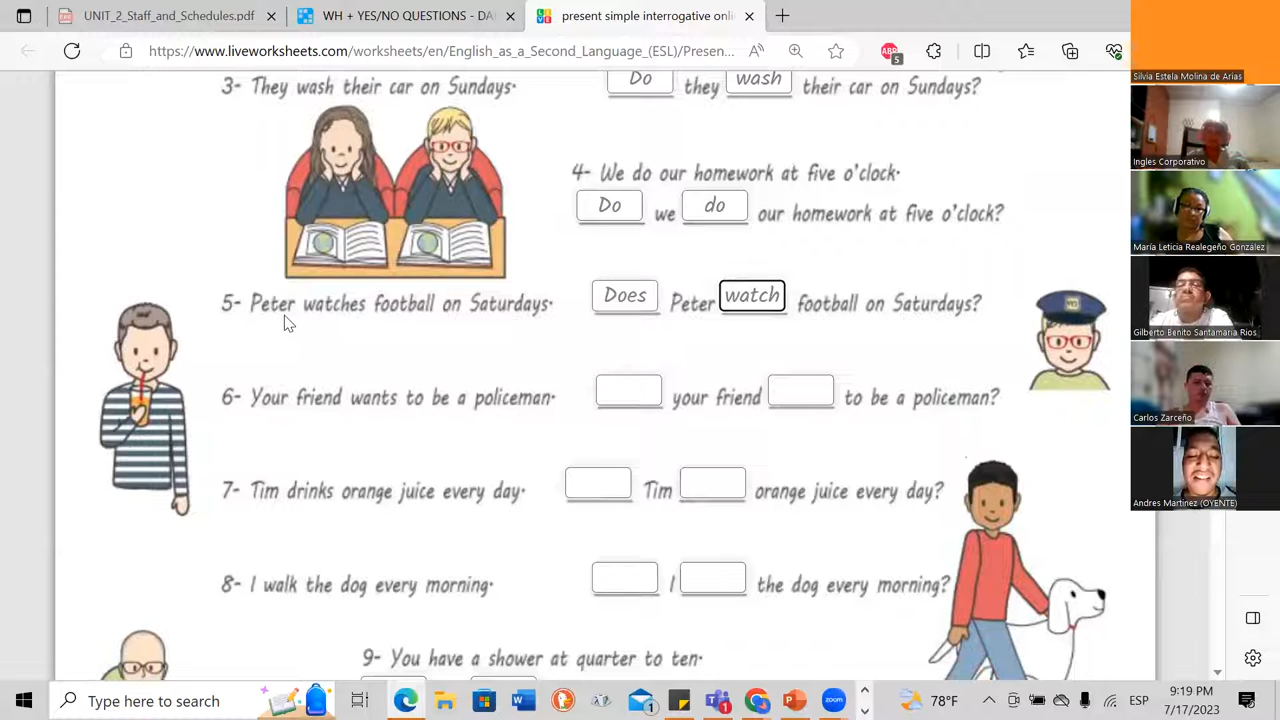 UNIT_2_Staff_and_Schedules.pdf
WH + YES/NO QUESTIONS - DA
present simple interrogative onli
https://www.liveworksheets.com/worksheets/en/English_as_a_Second_Language_(ESL)/Presen...
5
3- They wash their car on Sundays.
Do they wash their car on Sundays?
4- We do our homework at five o'clock.
Do we do our homework at five o'clock?
5- Peter watches football on Saturdays.
Does Peter watch football on Saturdays?
6- Your friend wants to be a policeman.
your friend to be a policeman?
7- Tim drinks orange juice every day.
Tim orange juice every day?
8- I walk the dog every morning.
I the dog every morning?
9- You have a shower at quarter to ten.
Silvia Estela Molina de Arias
Ingles Corporativo
María Leticia Realegeño González
Gilberto Benito Santamaria Rios
Carlos Zarceño
Andres Martinez (OYENTE)
Type here to search
78°F
ESP
9:19 PM
7/17/2023